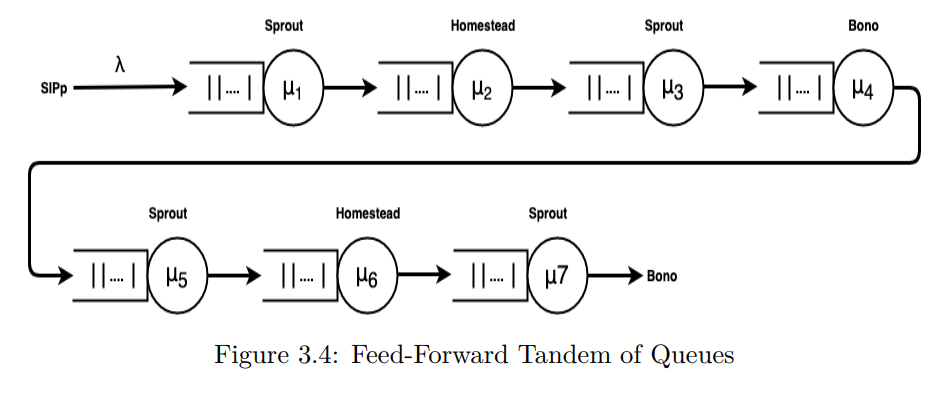 Sprout Homestead Sprout Bono
λ
SIPp ||....| μ1 ||....| μ2 ||....| μ3 ||....| μ4
Sprout Homestead Sprout
||....| μ5 ||....| μ6 ||....| μ7 Bono
Figure 3.4: Feed-Forward Tandem of Queues